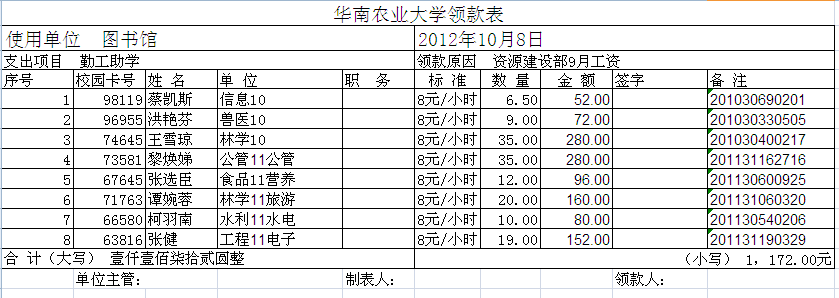 华南农业大学领款表
使用单位 图书馆 2012年10月8日
支出项目 勤工助学 领款原因 资源建设部9月工资
序号 校园卡号 姓 名 单 位 职 务 标 准 数 量 金 额 签字 备 注
1 98119 蔡凯斯 信息10 8元/小时 6.50 52.00 201030690201
2 96955 洪艳芬 兽医10 8元/小时 9.00 72.00 201030330505
3 74645 王雪琼 林学10 8元/小时 35.00 280.00 201030400217
4 73581 黎焕娣 公管11公管 8元/小时 35.00 280.00 201131162716
5 67645 张选臣 食品11营养 8元/小时 12.00 96.00 201130600925
6 71763 谭婉蓉 林学11旅游 8元/小时 20.00 160.00 201131060320
7 66580 柯羽南 水利11水电 8元/小时 10.00 80.00 201130540206
8 63816 张健 工程11电子 8元/小时 19.00 152.00 201131190329
合 计（大写） 壹仟壹佰柒拾贰圆整 （小写） 1，172.00元
单位主管： 制表人： 领款人：